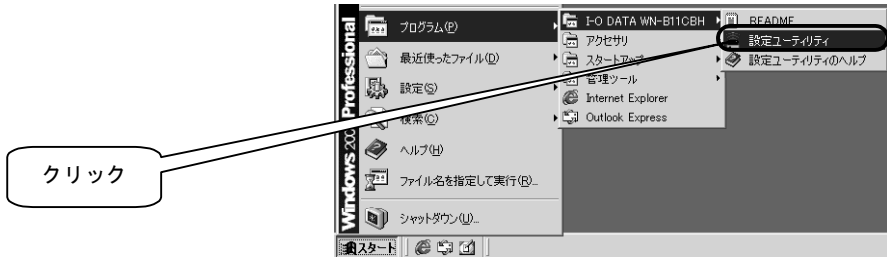 クリック
Windows 2000 Professional
プログラム(P)
最近使ったファイル(D)
設定(S)
検索(C)
ヘルプ(H)
ファイル名を指定して実行(R)...
シャットダウン(U)...
I-O DATA WN-B11CBH
アクセサリ
スタートアップ
管理ツール
Internet Explorer
Outlook Express
README
設定ユーティリティ
設定ユーティリティのヘルプ
スタート